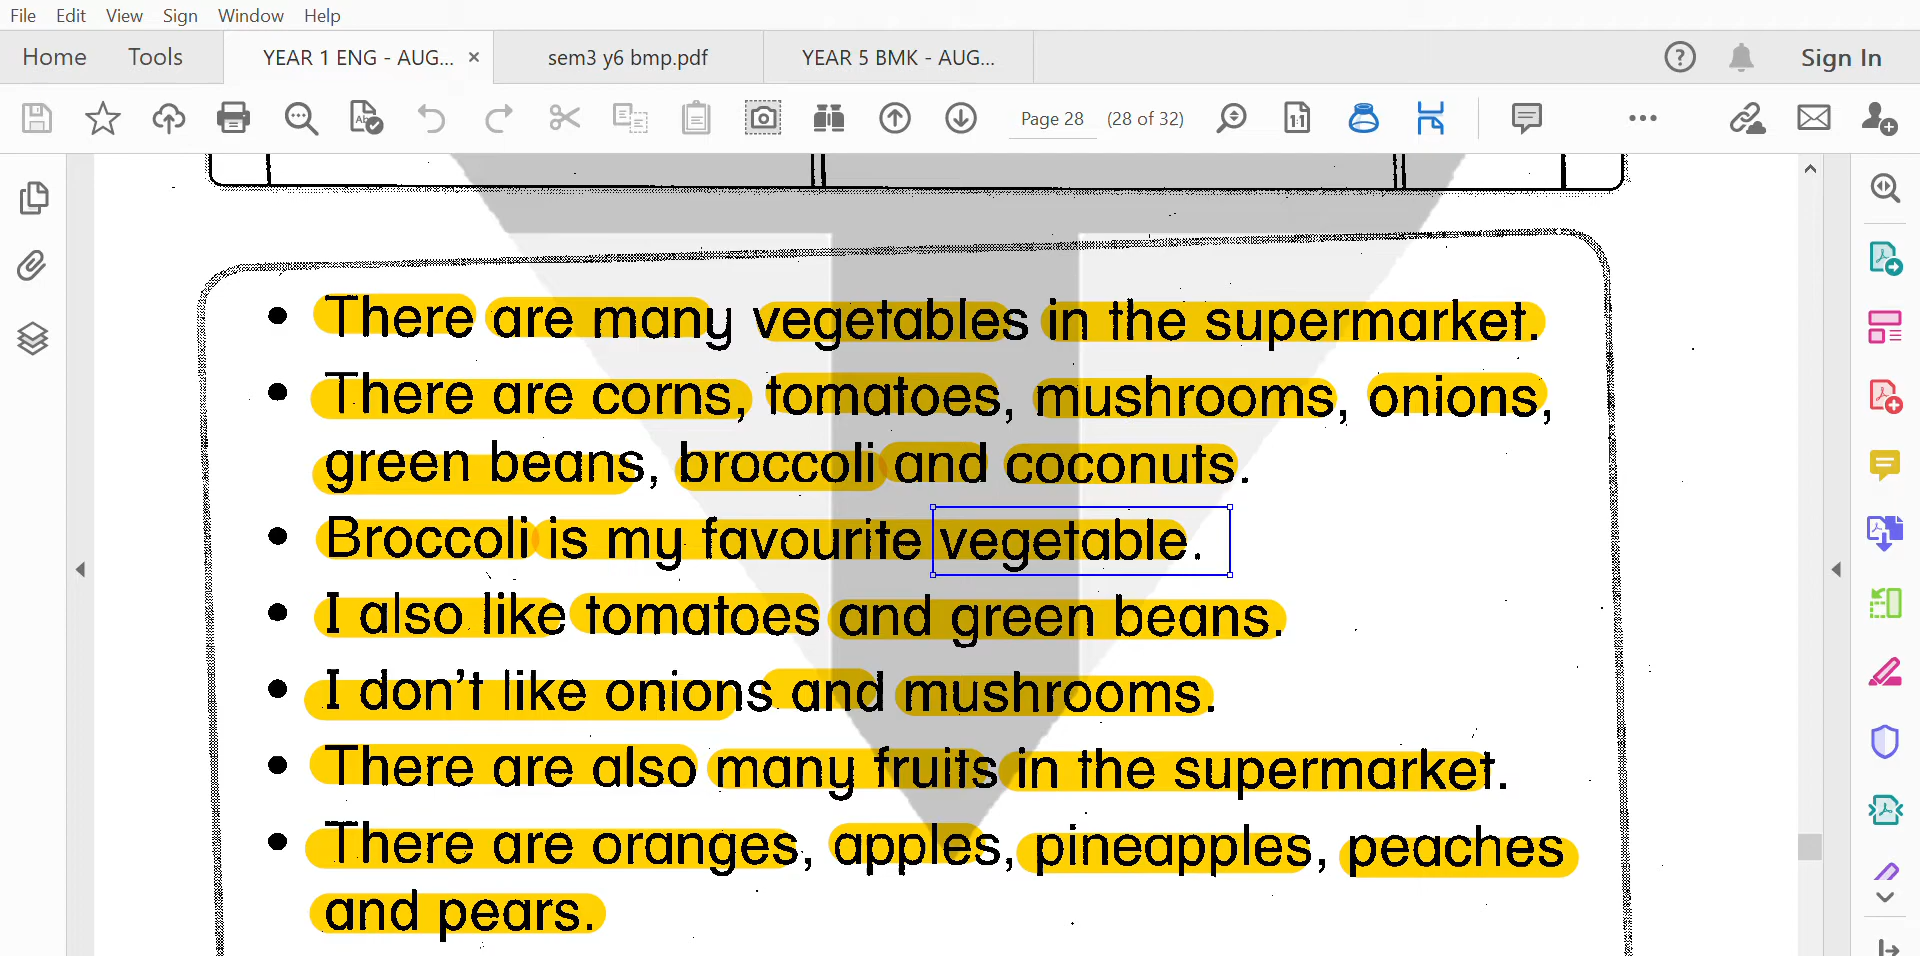 File Edit View Sign Window Help
Home Tools YEAR 1 ENG - AUG... × sem3 y6 bmp.pdf YEAR 5 BMK - AUG... Sign In
Page 28 (28 of 32)
• There are many vegetables in the supermarket.
• There are corns, tomatoes, mushrooms, onions,
green beans, broccoli and coconuts.
• Broccoli is my favourite vegetable.
• I also like tomatoes and green beans.
• I don't like onions and mushrooms.
• There are also many fruits in the supermarket.
• There are oranges, apples, pineapples, peaches
and pears.